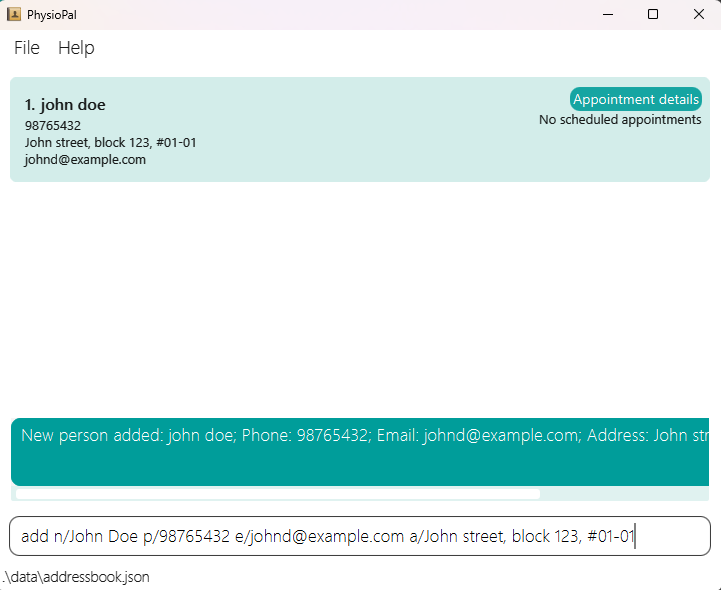 PhysioPal
File Help
1. john doe
98765432
John street, block 123, #01-01
johnd@example.com
Appointment details
No scheduled appointments
New person added: john doe; Phone: 98765432; Email: johnd@example.com; Address: John str
add n/John Doe p/98765432 e/johnd@example.com a/John street, block 123, #01-01
.\data\addressbook.json